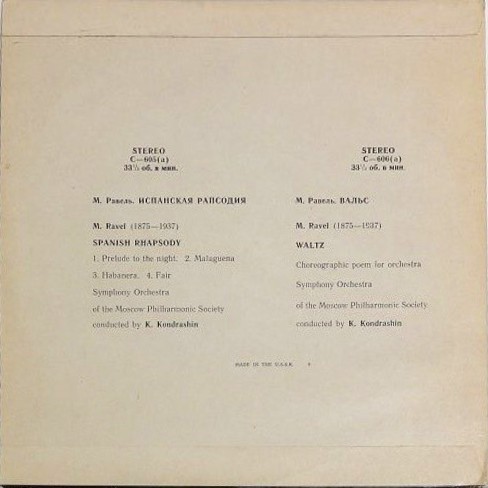 STEREO
С—605(a)
33⅓ об. в мин.
М. Равель. ИСПАНСКАЯ РАПСОДИЯ
M. Ravel (1875—1937)
SPANISH RHAPSODY
1. Prelude to the night. 2. Malaguena
3. Habanera. 4. Fair
Symphony Orchestra
of the Moscow Philharmonic Society
conducted by K. Kondrashin
STEREO
С—606(a)
33⅓ об. в мин.
М. Равель. ВАЛЬС
M. Ravel (1875—1937)
WALTZ
Choreographic poem for orchestra
Symphony Orchestra
of the Moscow Philharmonic Society
conducted by K. Kondrashin
MADE IN THE U.S.S.R.